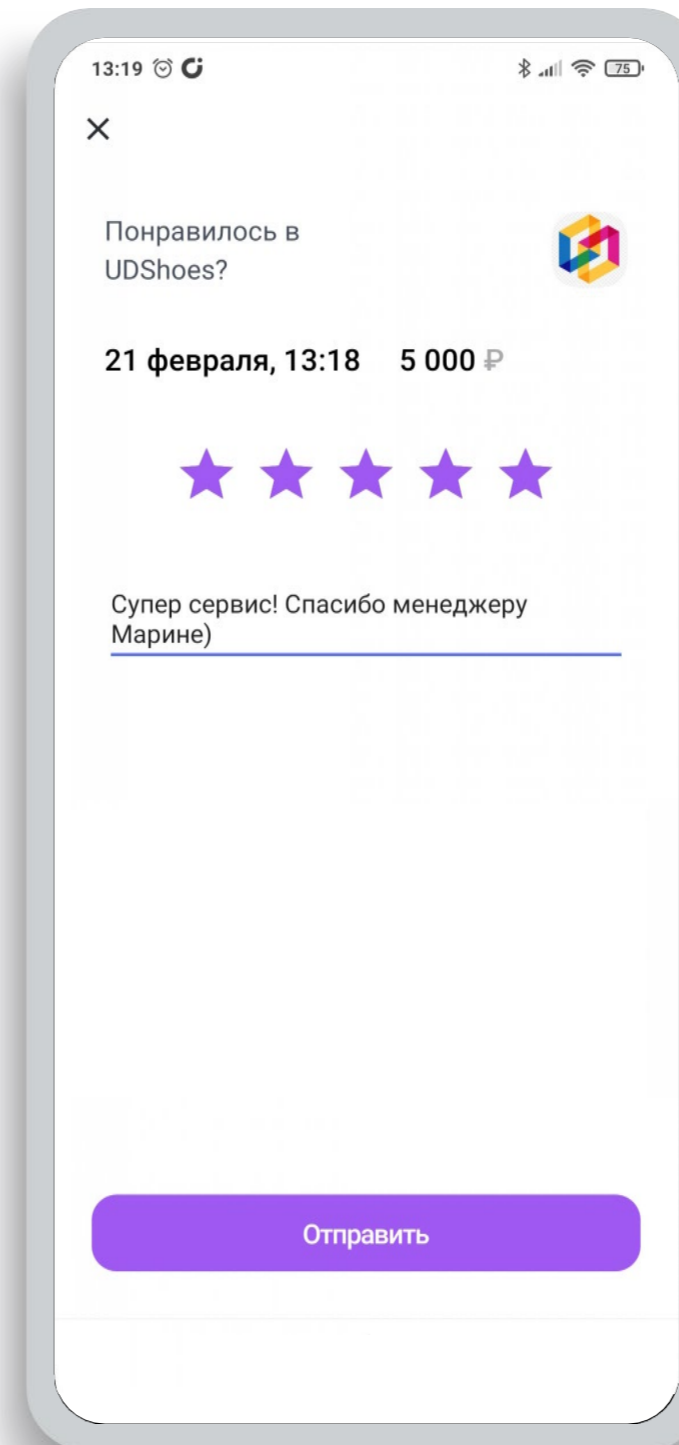 13:19 75
Понравилось в
UDShoes?
21 февраля, 13:18 5 000 ₽
Супер сервис! Спасибо менеджеру
Марине)
Отправить